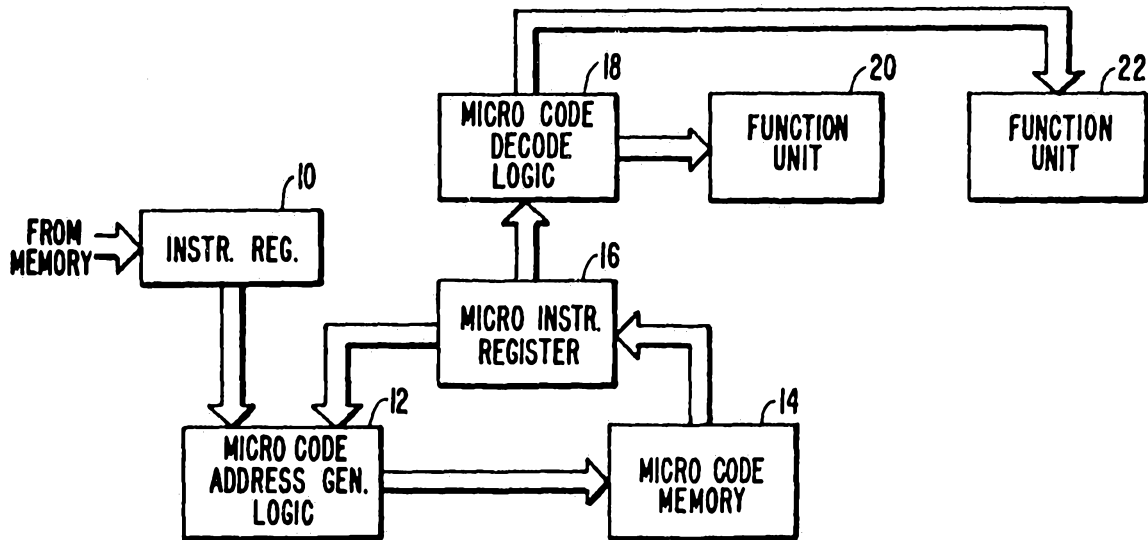 18
MICRO CODE
DECODE
LOGIC
20
FUNCTION
UNIT
22
FUNCTION
UNIT
10
FROM
MEMORY
INSTR. REG.
16
MICRO INSTR.
REGISTER
12
MICRO CODE
ADDRESS GEN.
LOGIC
14
MICRO CODE
MEMORY